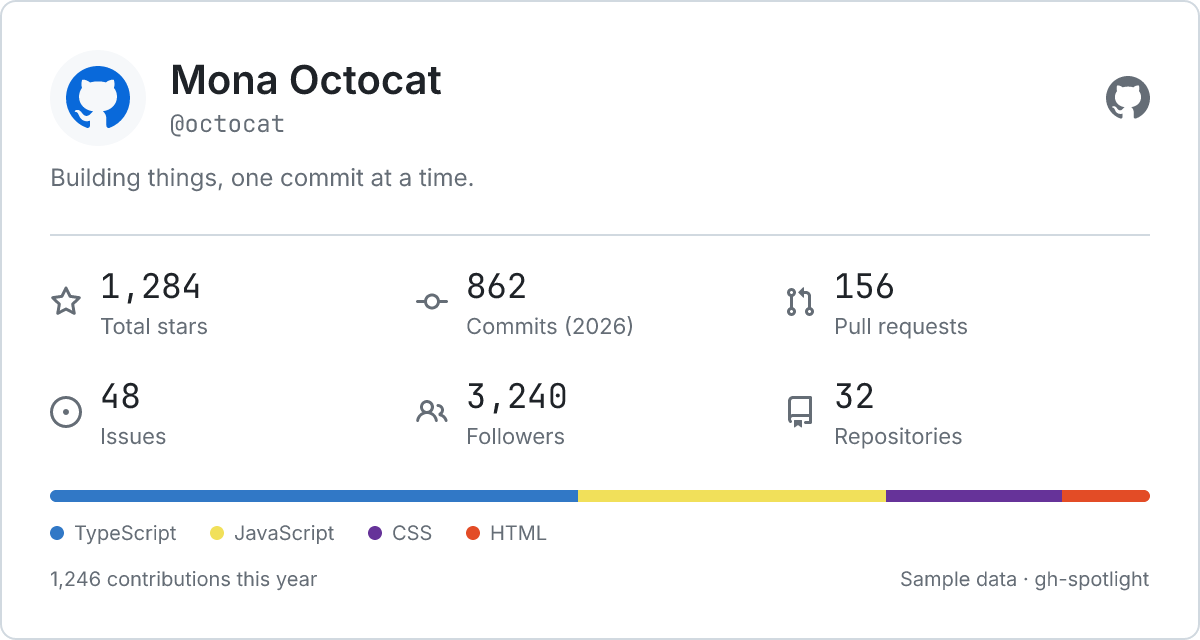 Mona Octocat
@octocat
Building things, one commit at a time.
1,284
Total stars
862
Commits (2026)
156
Pull requests
48
Issues
3,240
Followers
32
Repositories
TypeScript JavaScript CSS HTML
1,246 contributions this year
Sample data · gh-spotlight